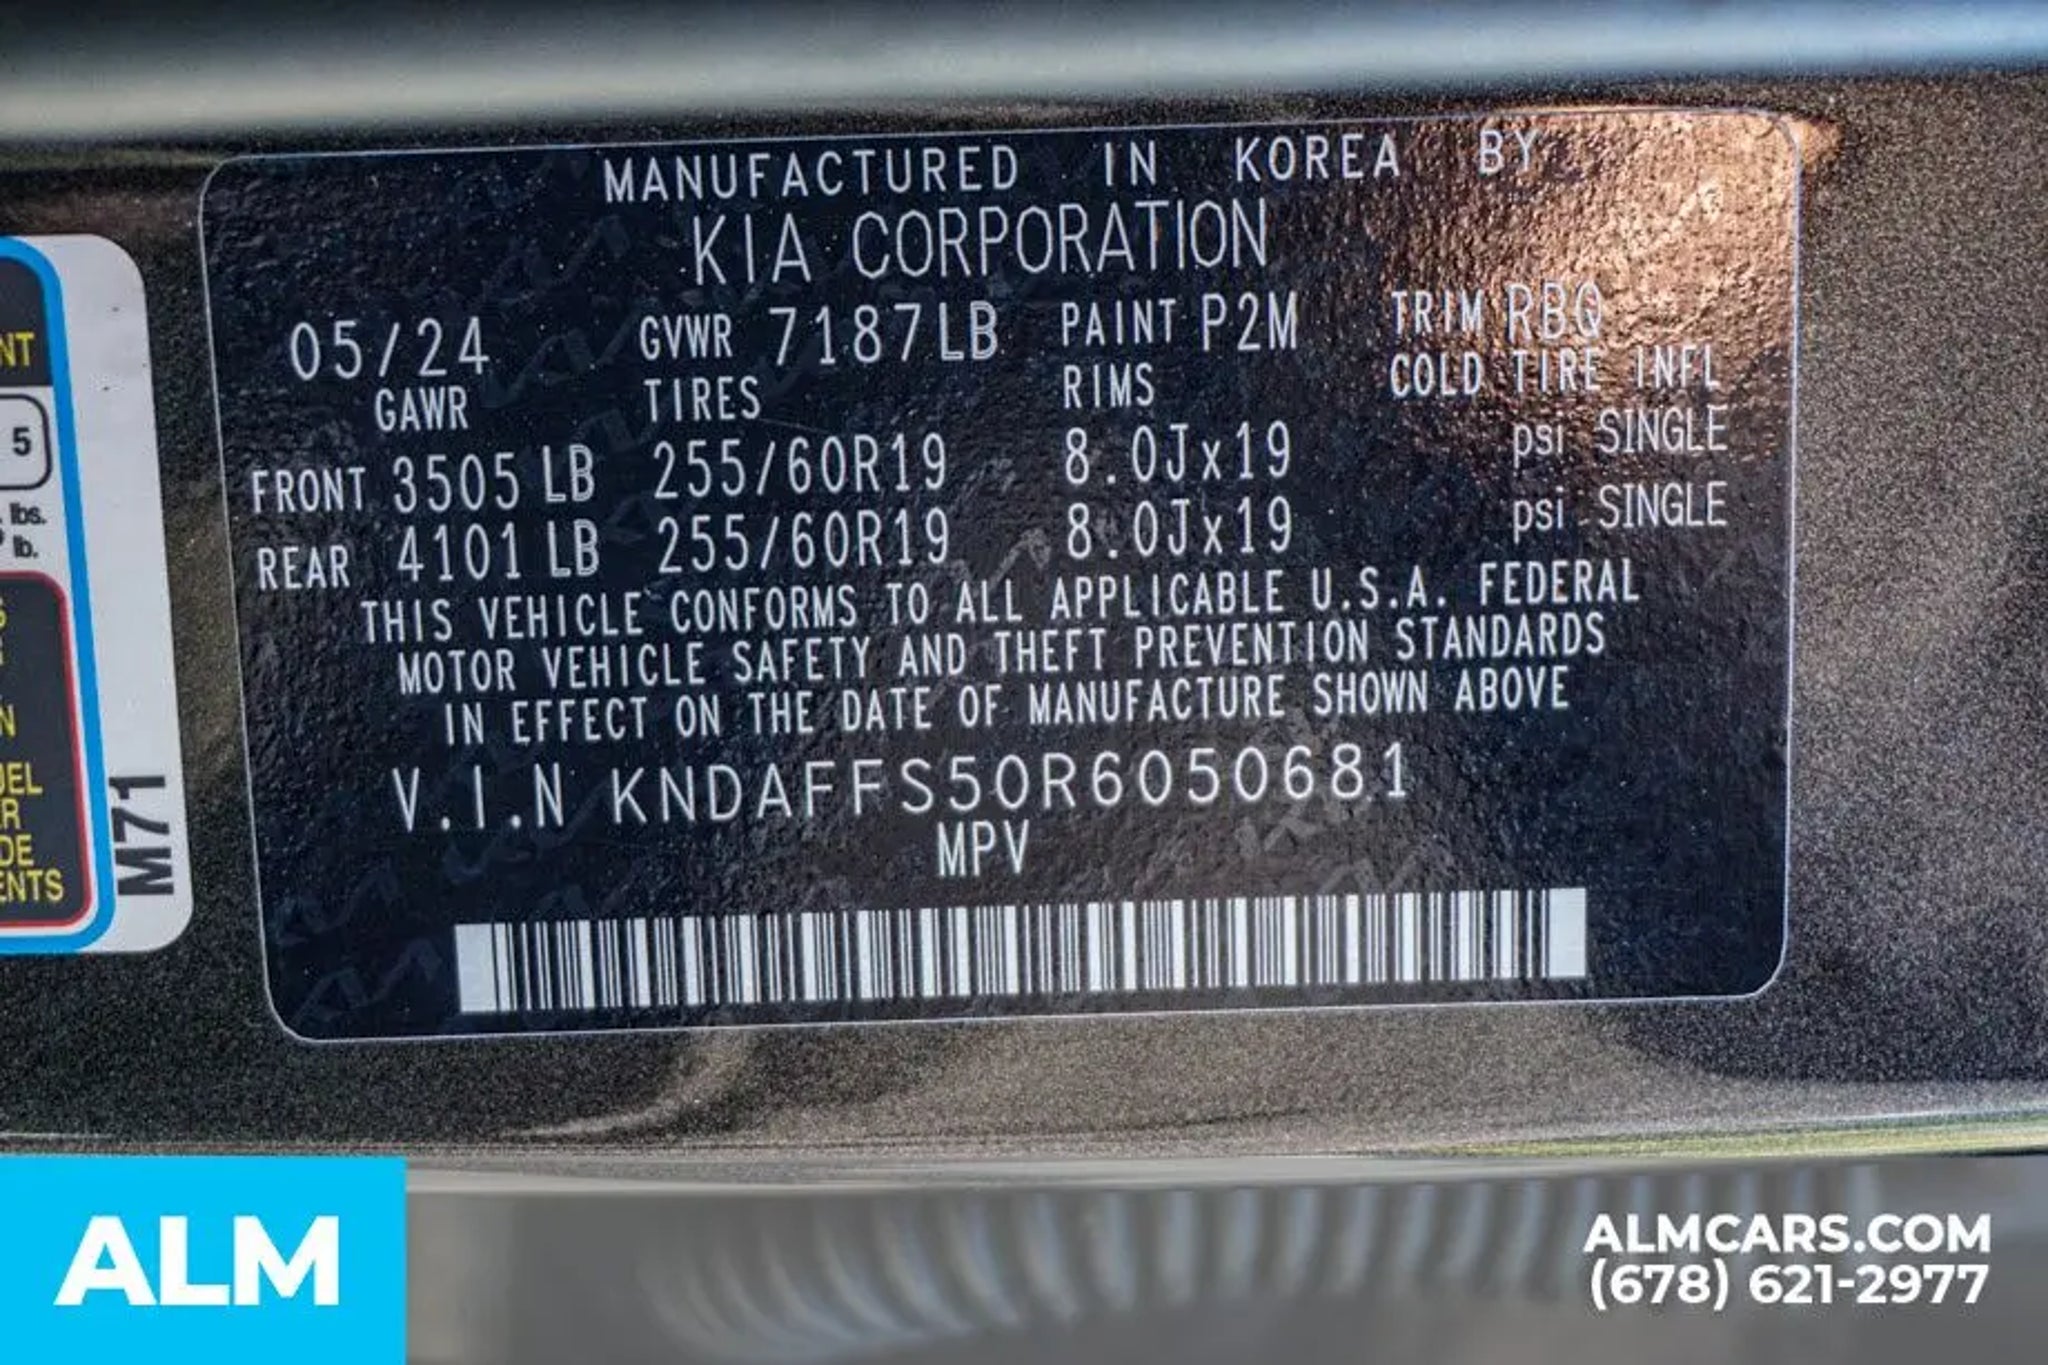 MANUFACTURED IN KOREA BY
KIA CORPORATION
05/24 GVWR 7187LB PAINT P2M TRIM RBQ
GAWR TIRES RIMS COLD TIRE INFL
FRONT 3505 LB 255/60R19 8.0Jx19 psi SINGLE
REAR 4101 LB 255/60R19 8.0Jx19 psi SINGLE
THIS VEHICLE CONFORMS TO ALL APPLICABLE U.S.A. FEDERAL
MOTOR VEHICLE SAFETY AND THEFT PREVENTION STANDARDS
IN EFFECT ON THE DATE OF MANUFACTURE SHOWN ABOVE
V.I.N KNDAFFS50R6050681
MPV
5
lbs.
lb.
M71
ALM
ALMCARS.COM
(678) 621-2977